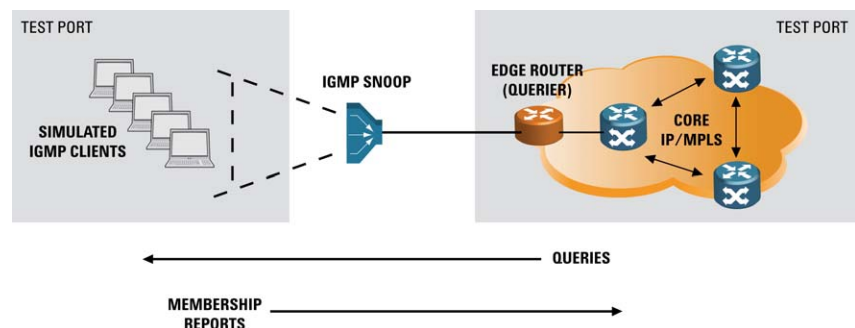 TEST PORT
TEST PORT
IGMP SNOOP
EDGE ROUTER
(QUERIER)
SIMULATED
IGMP CLIENTS
CORE
IP/MPLS
QUERIES
MEMBERSHIP
REPORTS